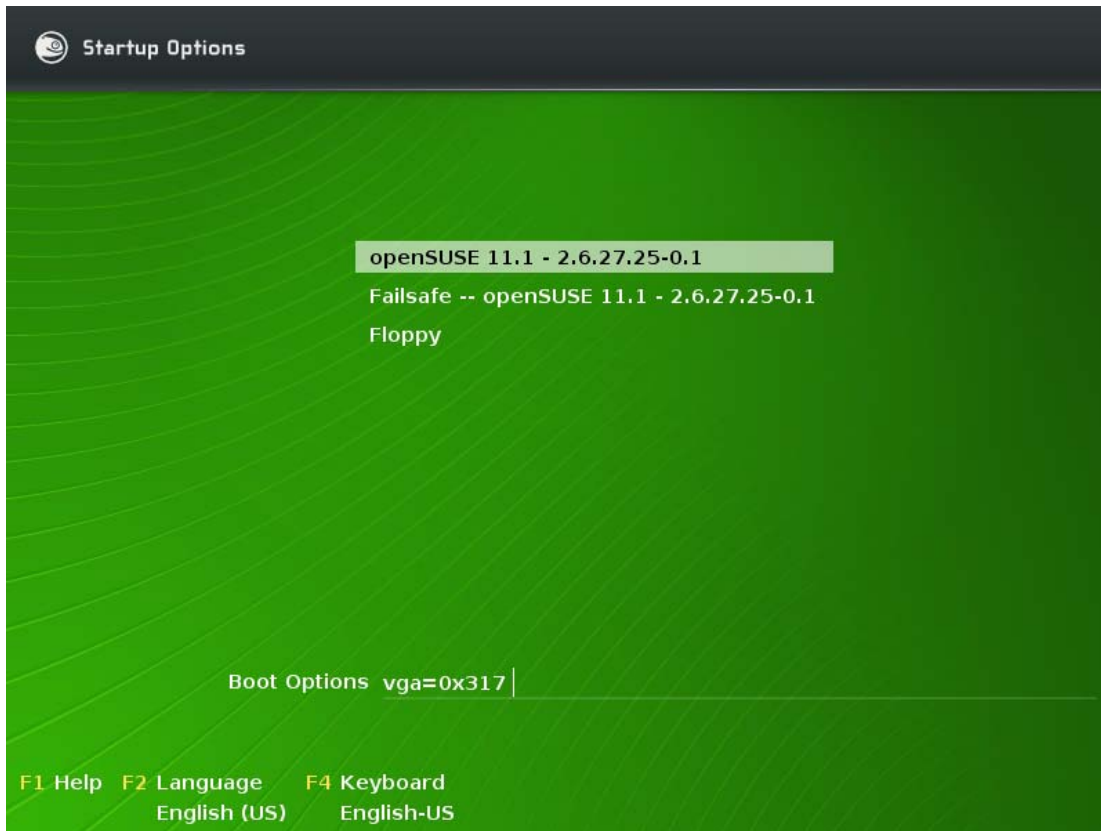 Startup Options
openSUSE 11.1 - 2.6.27.25-0.1
Failsafe -- openSUSE 11.1 - 2.6.27.25-0.1
Floppy
Boot Options vga=0x317
F1 Help F2 Language F4 Keyboard
English (US) English-US